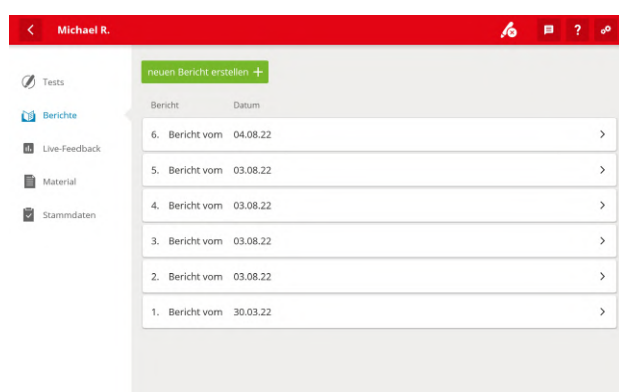 Michael R.
?
Tests
Berichte
Live-Feedback
Material
Stammdaten
neuen Bericht erstellen +
Bericht Datum
6. Bericht vom 04.08.22
5. Bericht vom 03.08.22
4. Bericht vom 03.08.22
3. Bericht vom 03.08.22
2. Bericht vom 03.08.22
1. Bericht vom 30.03.22